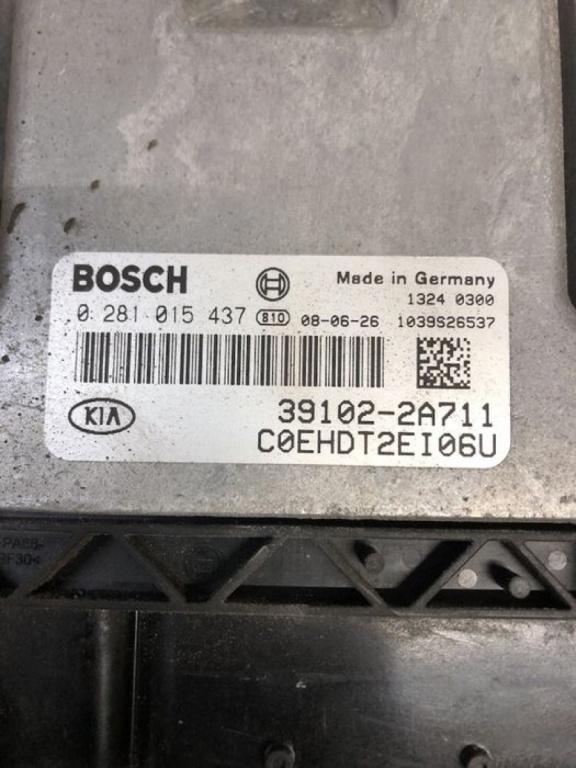 BOSCH
Made in Germany
1324 0300
0 281 015 437 810 08-06-26 1039S26537
KIA
39102-2A711
C0EHDT2EI06U